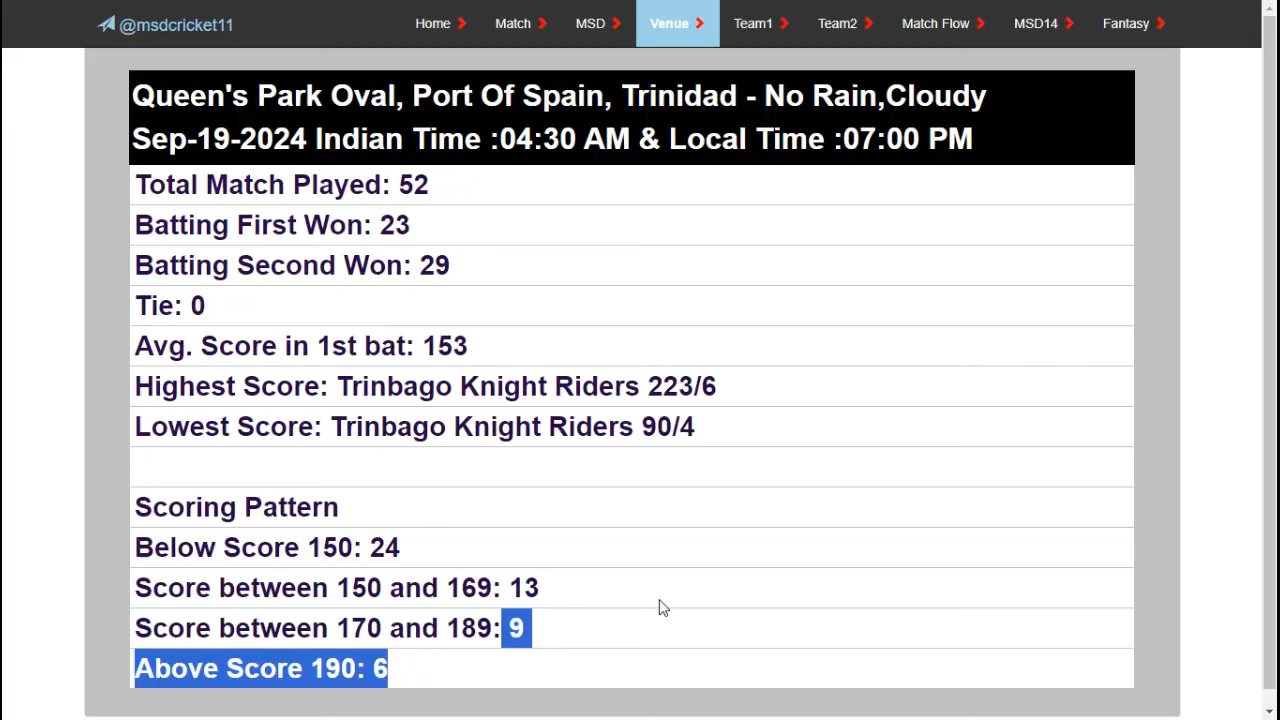 @msdcricket11 Home Match MSD Venue Team1 Team2 Match Flow MSD14 Fantasy
Queen's Park Oval, Port Of Spain, Trinidad - No Rain,Cloudy
Sep-19-2024 Indian Time :04:30 AM & Local Time :07:00 PM
Total Match Played: 52
Batting First Won: 23
Batting Second Won: 29
Tie: 0
Avg. Score in 1st bat: 153
Highest Score: Trinbago Knight Riders 223/6
Lowest Score: Trinbago Knight Riders 90/4
Scoring Pattern
Below Score 150: 24
Score between 150 and 169: 13
Score between 170 and 189: 9
Above Score 190: 6